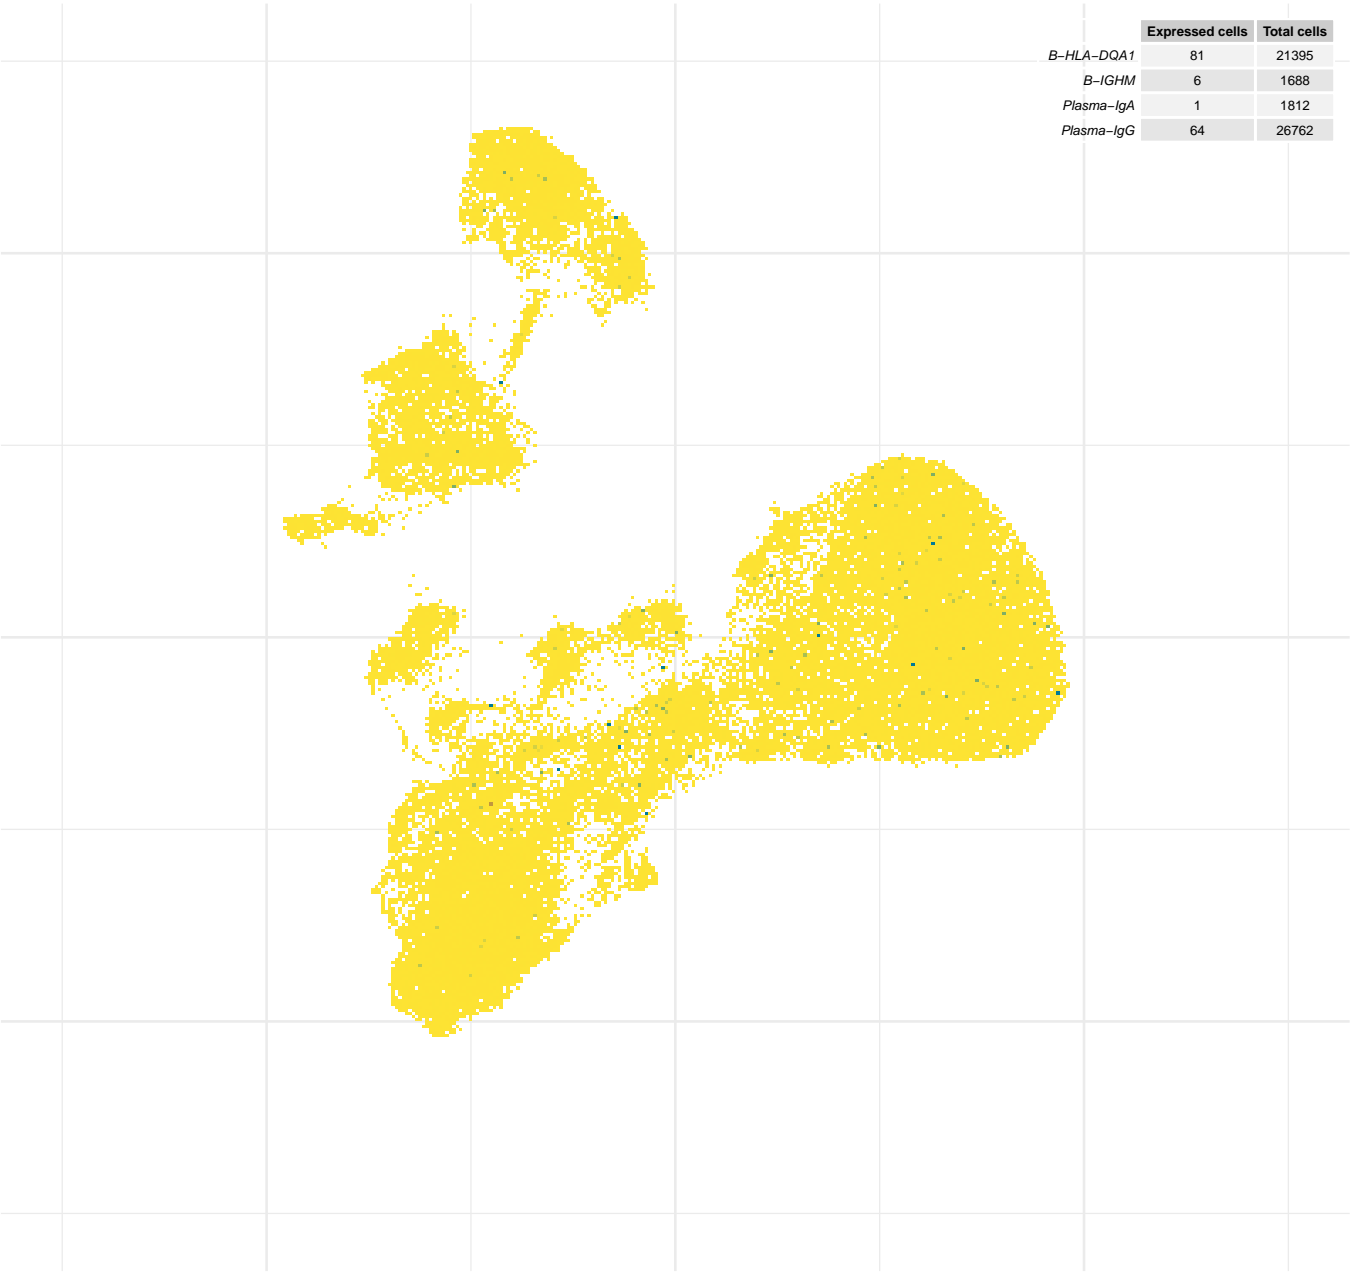 Expressed cells Total cells
B−HLA−DQA1 81 21395
B−IGHM 6 1688
Plasma−IgA 1 1812
Plasma−IgG 64 26762